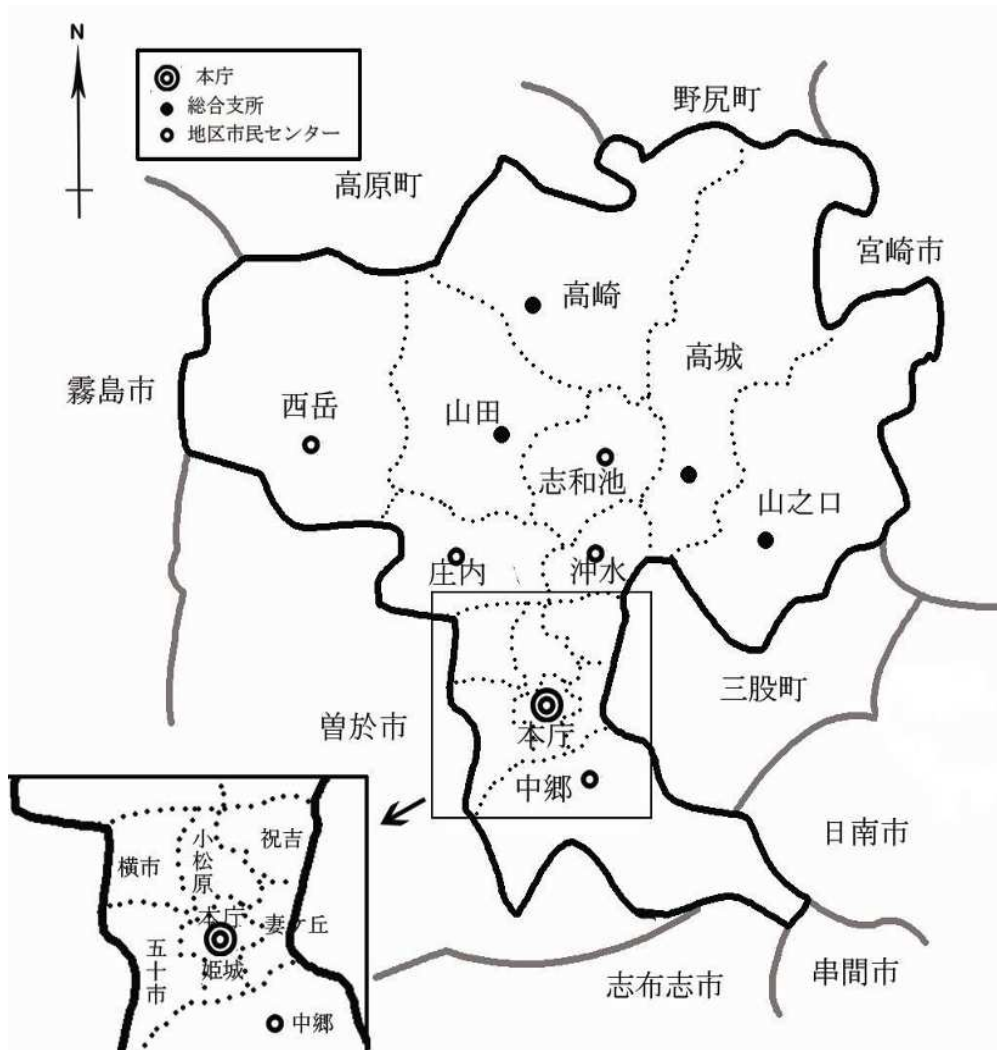 N
本庁
総合支所
地区市民センター
野尻町
高原町
宮崎市
高崎
高城
霧島市
西岳
山田
志和池
山之口
庄内
沖水
三股町
曽於市
本庁
中郷
日南市
志布志市
串間市
横市
小松原
祝吉
本庁
妻ケ丘
五十市
姫城
中郷